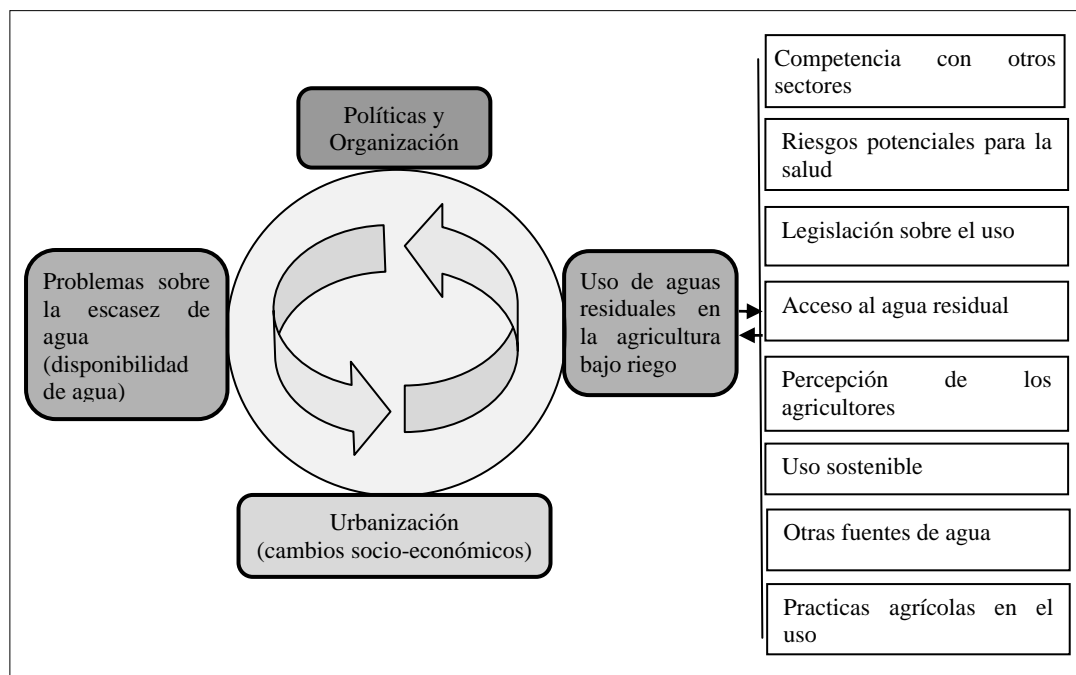 Políticas y
Organización
Problemas sobre
la escasez de
agua
(disponibilidad
de agua)
Uso de aguas
residuales en
la agricultura
bajo riego
Urbanización
(cambios socio-económicos)
Competencia con otros
sectores
Riesgos potenciales para la
salud
Legislación sobre el uso
Acceso al agua residual
Percepción de los
agricultores
Uso sostenible
Otras fuentes de agua
Practicas agrícolas en el
uso